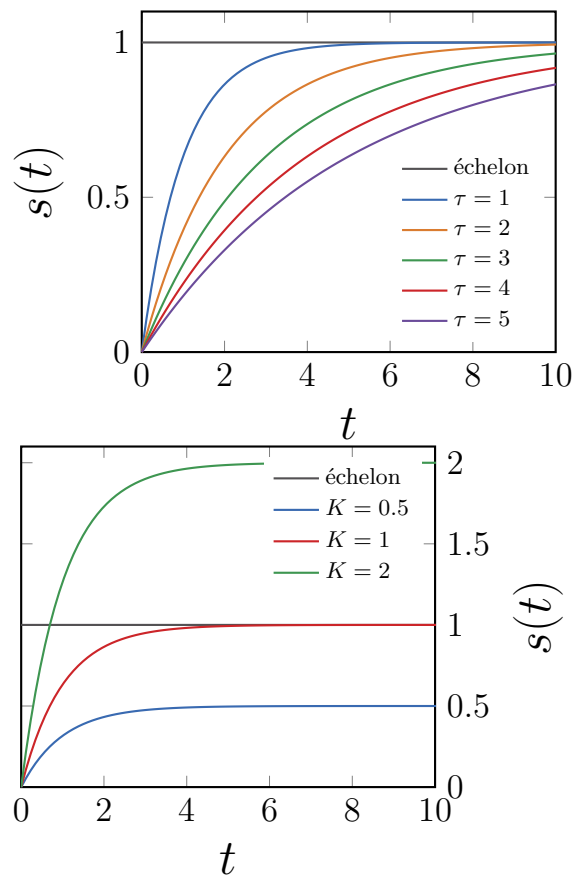 1
0.5
0
s(t)
échelon
τ = 1
τ = 2
τ = 3
τ = 4
τ = 5
0 2 4 6 8 10
t
échelon
K = 0.5
K = 1
K = 2
2
1.5
1
0.5
0
s(t)
0 2 4 6 8 10
t